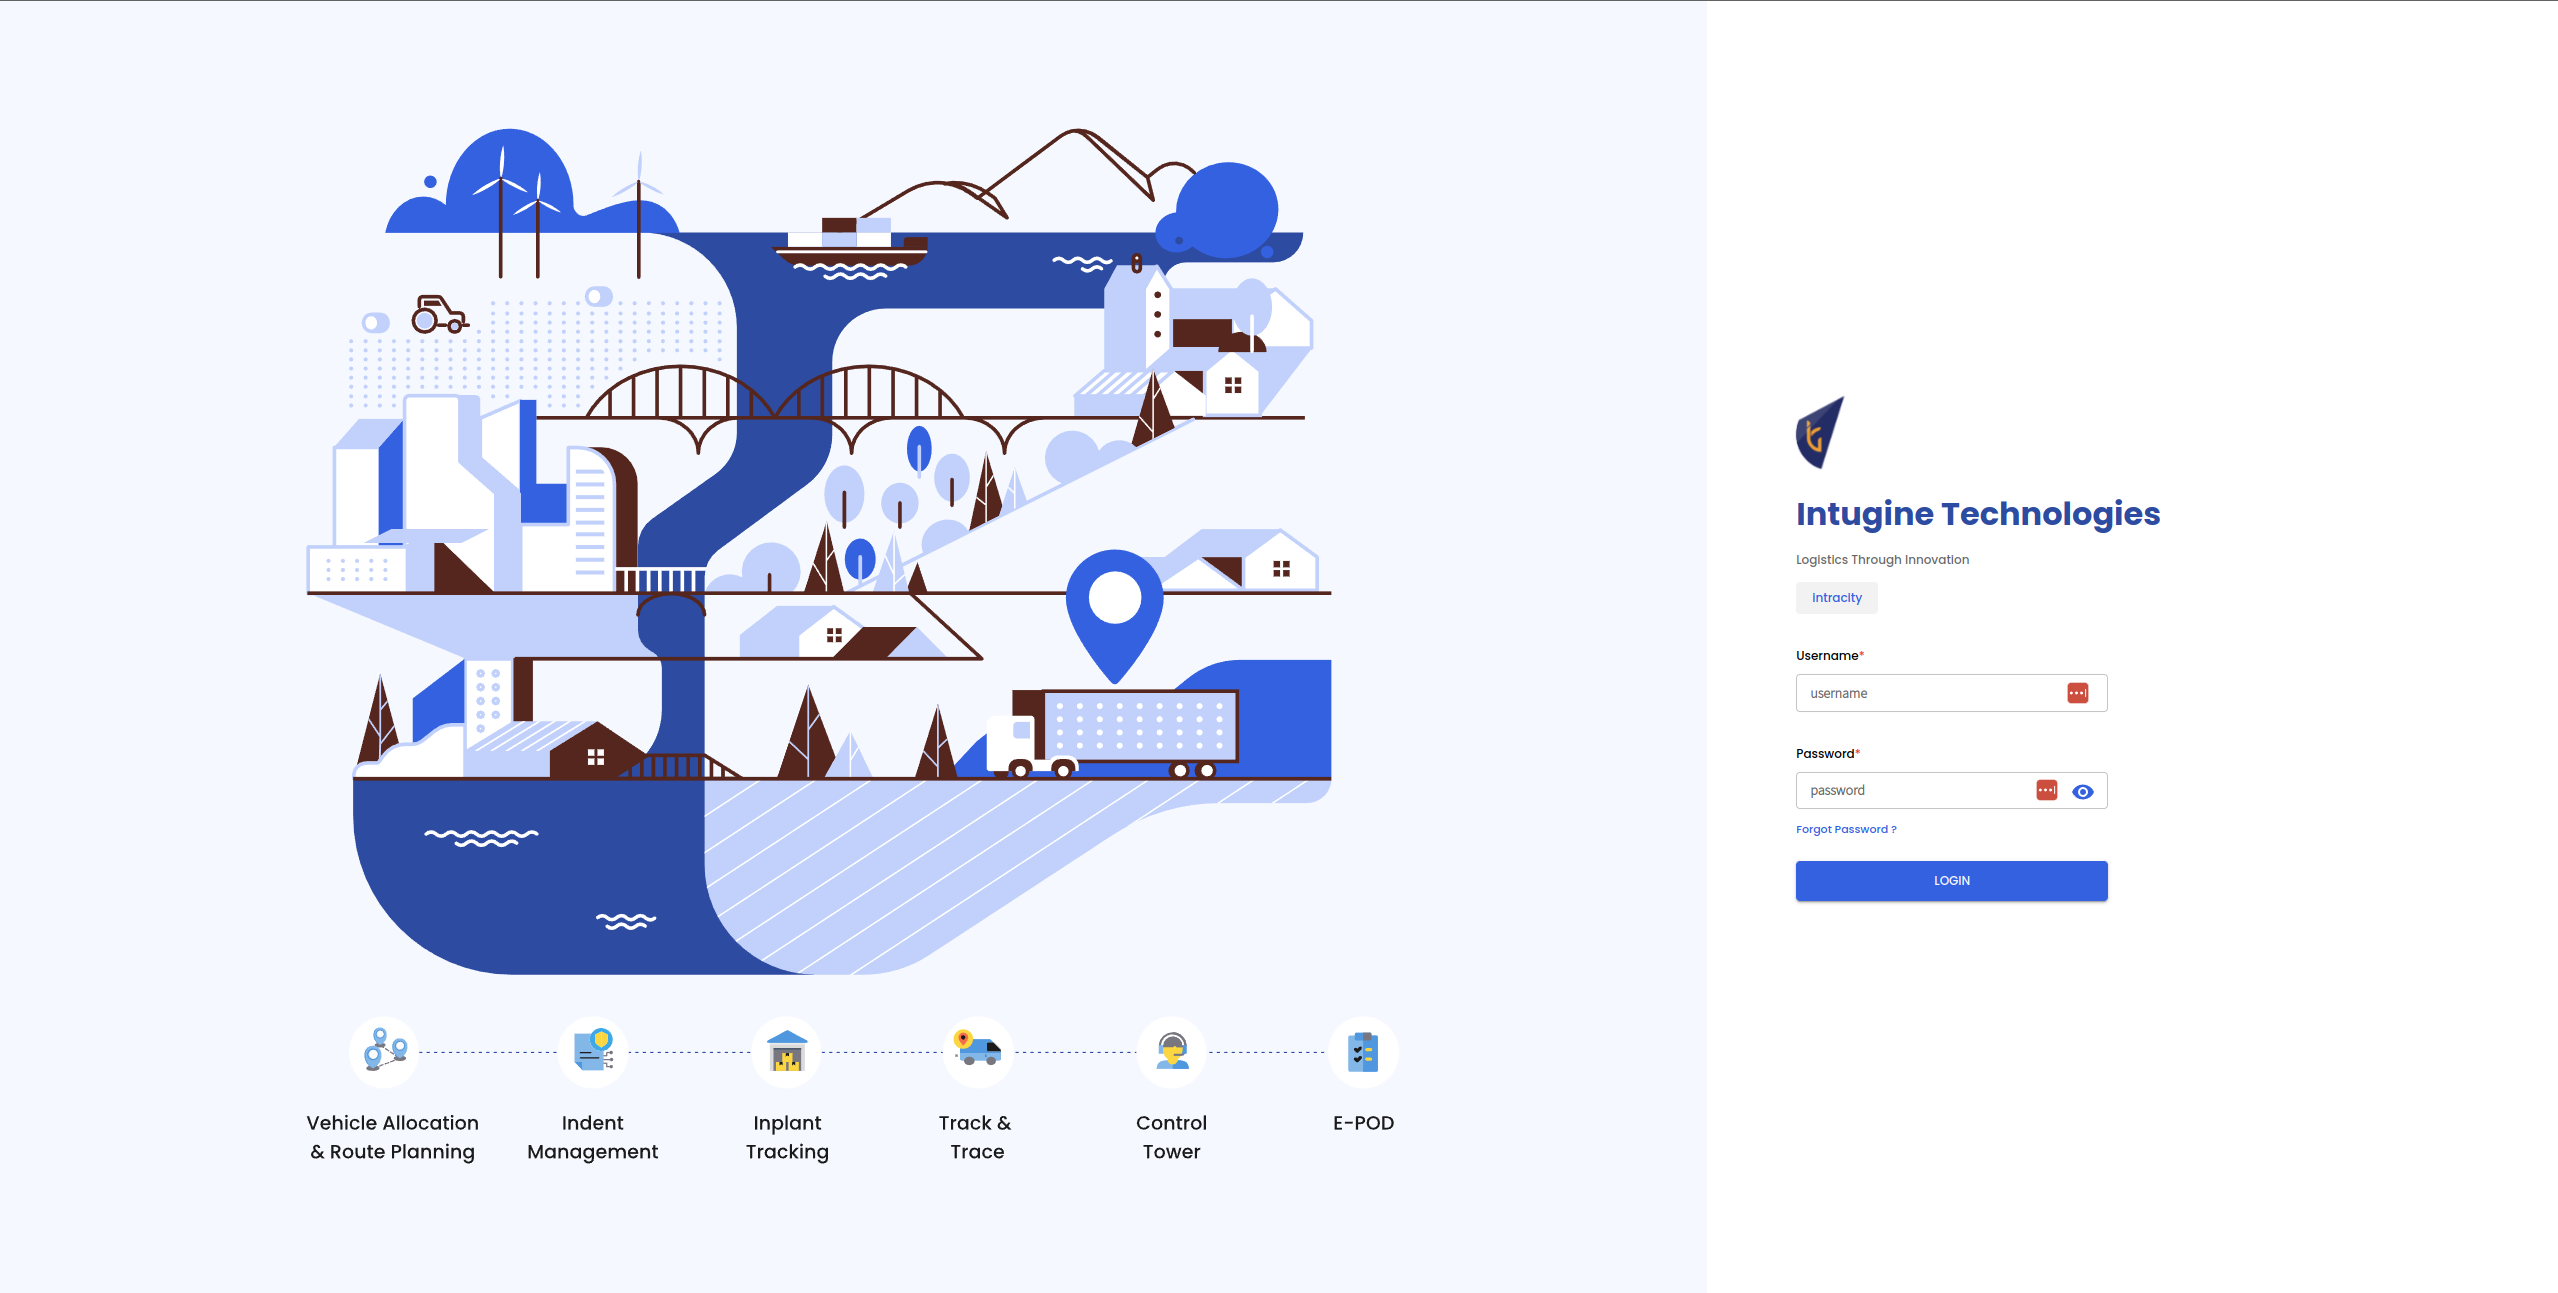 Intugine Technologies
Logistics Through Innovation
Intracity
Username*
username
Password*
password
Forgot Password ?
LOGIN
Vehicle Allocation
& Route Planning
Indent
Management
Inplant
Tracking
Track &
Trace
Control
Tower
E-POD